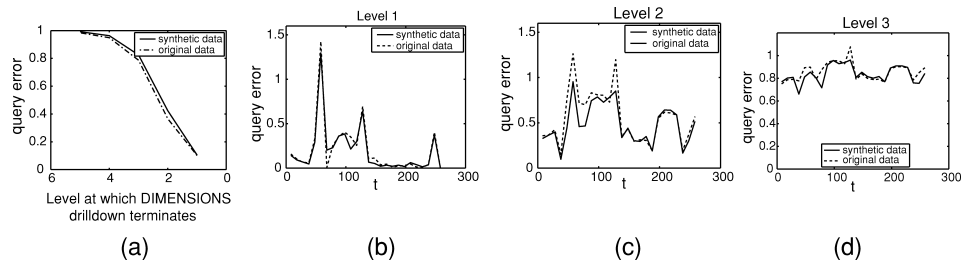 1
0.8
0.6
0.4
0.2
0
query error
synthetic data
original data
6 4 2 0
Level at which DIMENSIONS
drilldown terminates
(a)
Level 1
1.5
1
0.5
0
query error
synthetic data
original data
0 100 200 300
t
(b)
Level 2
1.5
1
0.5
0
query error
synthetic data
original data
0 100 200 300
t
(c)
Level 3
1.2
1
0.8
0.6
0.4
0.2
0
query error
synthetic data
original data
0 100 200 300
t
(d)